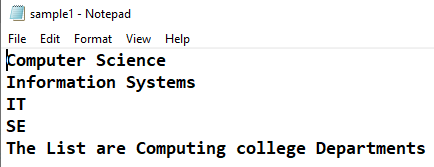 sample1 - Notepad
File Edit Format View Help
Computer Science
Information Systems
IT
SE
The List are Computing college Departments